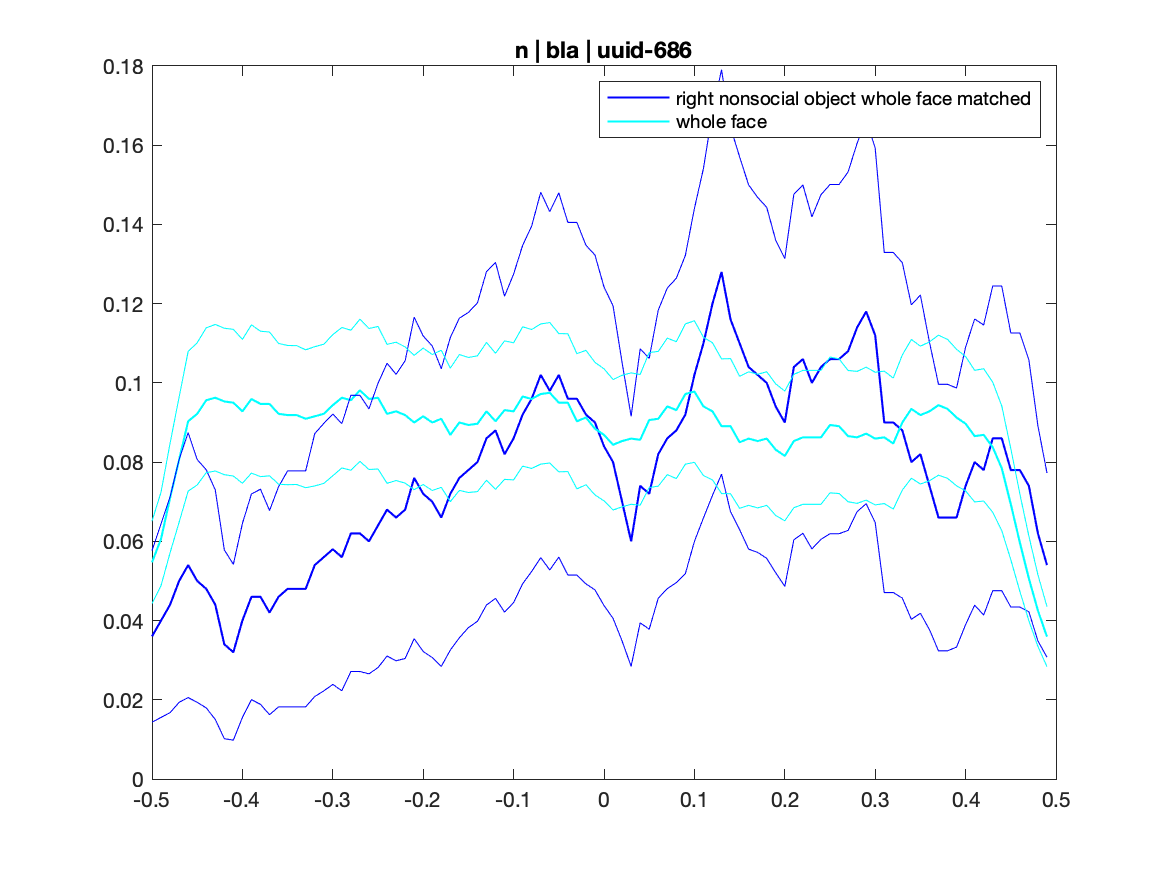 n | bla | uuid-686
right nonsocial object whole face matched
whole face
0.18
0.16
0.14
0.12
0.1
0.08
0.06
0.04
0.02
0
-0.5 -0.4 -0.3 -0.2 -0.1 0 0.1 0.2 0.3 0.4 0.5